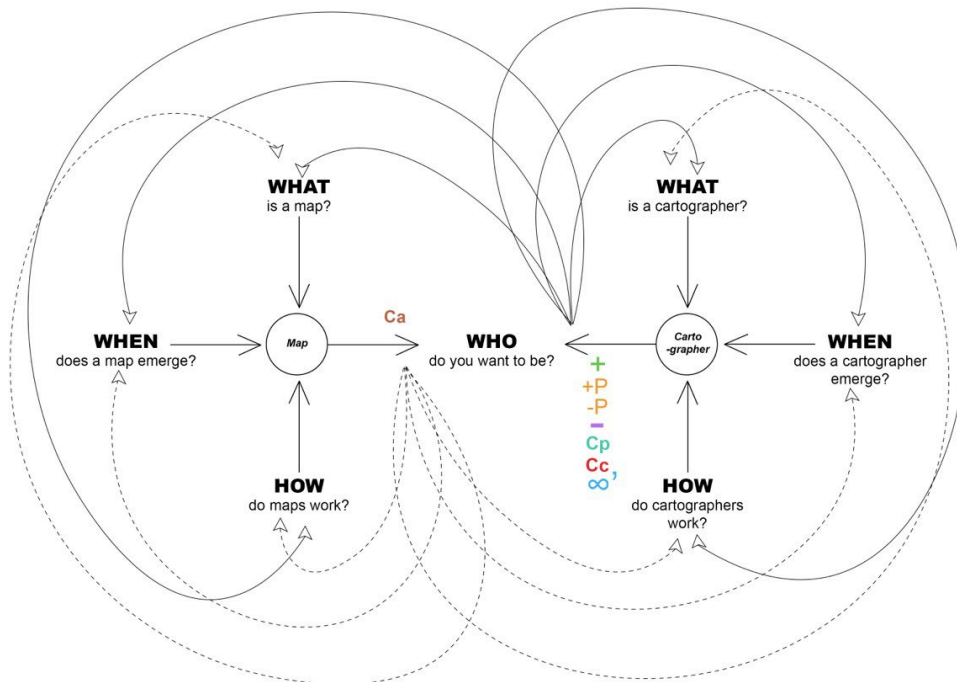 WHAT
is a map?
WHAT
is a cartographer?
Ca
WHEN
does a map emerge?
Map
WHO
do you want to be?
Carto
-grapher
WHEN
does a cartographer
emerge?
+
+P
-P
-
Cp
Cc
∞,
HOW
do maps work?
HOW
do cartographers
work?